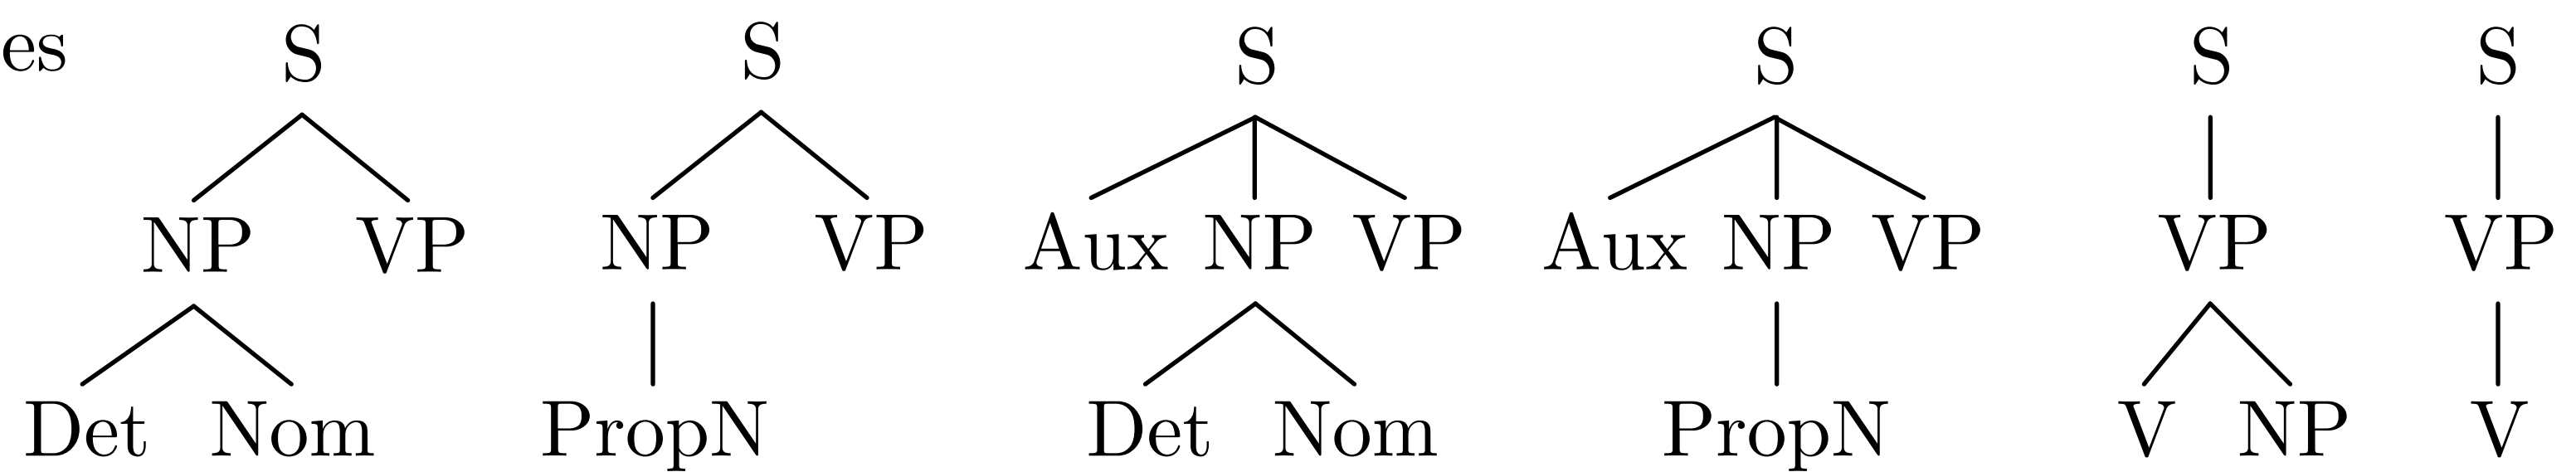 es S S S S S S
NP VP NP VP Aux NP VP Aux NP VP VP VP
Det Nom PropN Det Nom PropN V NP V